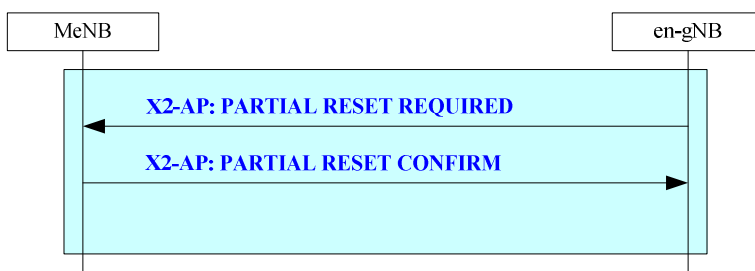 MeNB
en-gNB
X2-AP: PARTIAL RESET REQUIRED
X2-AP: PARTIAL RESET CONFIRM